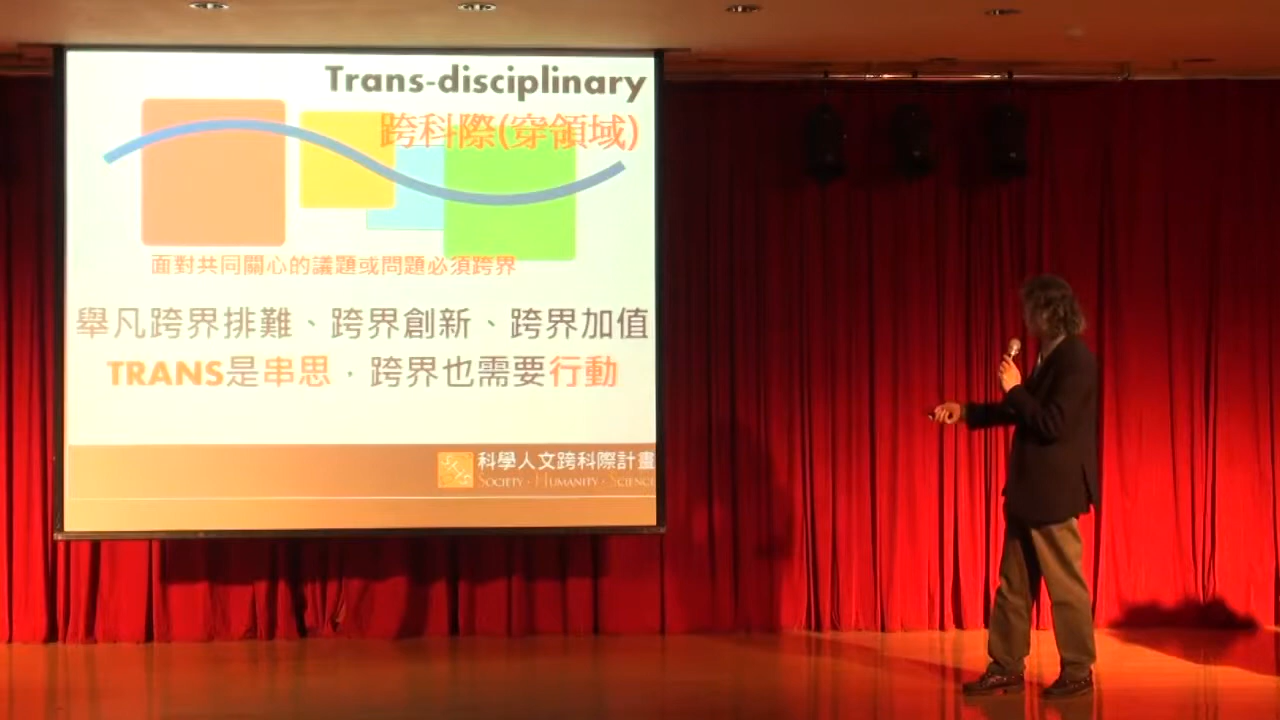 Trans-disciplinary
跨科際(穿領域)
面對共同關心的議題或問題必須跨界
舉凡跨界排難、跨界創新、跨界加值
TRANS是串思，跨界也需要行動
科學人文跨科際計畫
SOCIETY · HUMANITY · SCIENCE